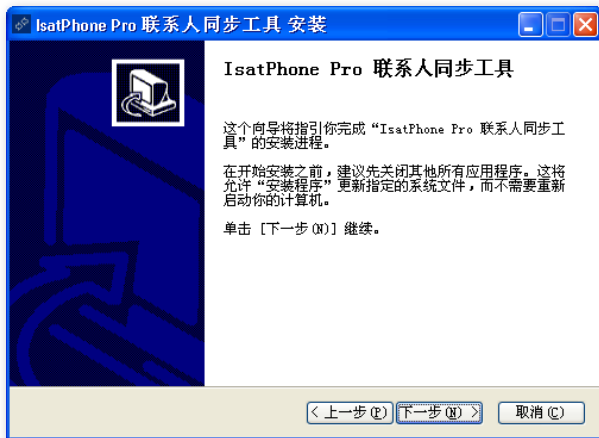 IsatPhone Pro 联系人同步工具 安装
IsatPhone Pro 联系人同步工具
这个向导将指引你完成“IsatPhone Pro 联系人同步工
具”的安装进程。
在开始安装之前,建议先关闭其他所有应用程序。这将
允许“安装程序”更新指定的系统文件,而不需要重新
启动你的计算机。
单击 [下一步(N)] 继续。
< 上一步(P) 下一步(N) > 取消(C)